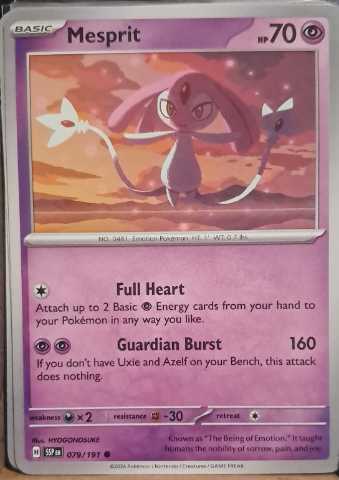 BASIC Mesprit HP 70
NO. 0481 Emotion Pokémon HT: 1' WT: 0.7 lbs.
Full Heart
Attach up to 2 Basic Energy cards from your hand to
your Pokémon in any way you like.
Guardian Burst 160
If you don't have Uxie and Azelf on your Bench, this attack
does nothing.
weakness ×2 resistance -30 retreat
Illus. HYOGONOSUKE
Known as "The Being of Emotion." It taught
humans the nobility of sorrow, pain, and joy.
H SSP EN 079/191
©2024 Pokémon / Nintendo / Creatures / GAME FREAK